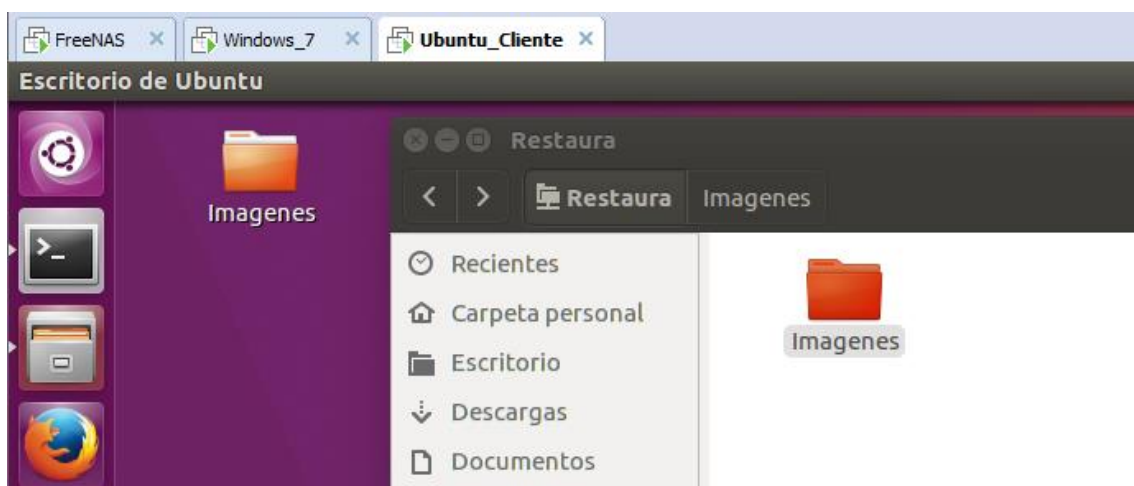 FreeNAS Windows_7 Ubuntu_Cliente
Escritorio de Ubuntu
Restaura
Restaura Imagenes
Imagenes
Recientes
Carpeta personal
Imagenes
Escritorio
Descargas
Documentos